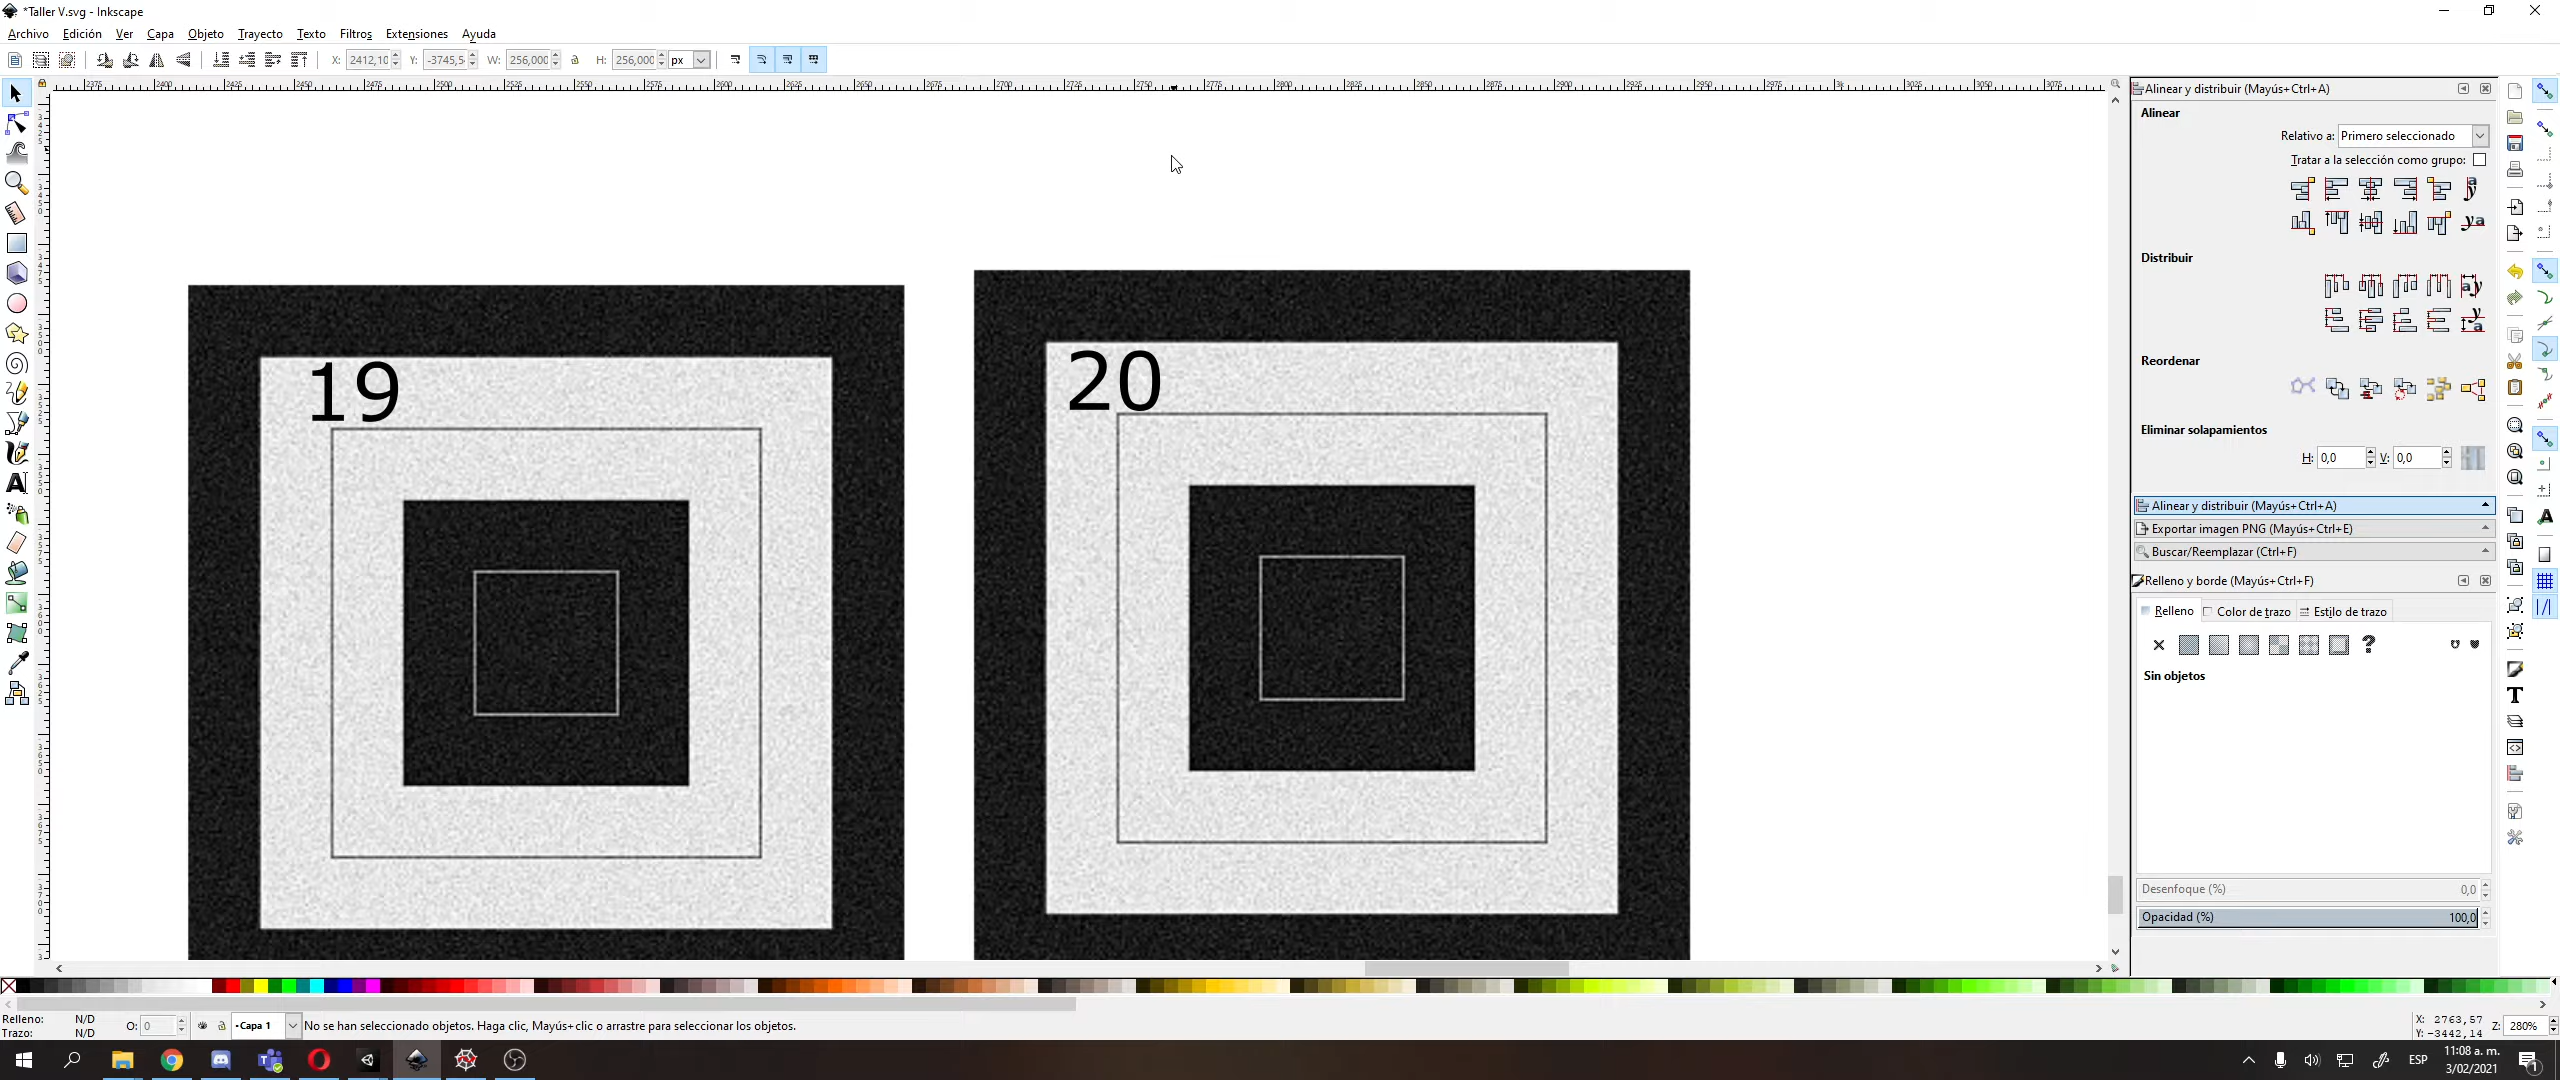 *Taller V.svg - Inkscape
Archivo Edición Ver Capa Objeto Trayecto Texto Filtros Extensiones Ayuda
X: 2412,10 Y: -3745,5 W: 256,000 H: 256,000 px
Alinear y distribuir (Mayús+Ctrl+A)
Alinear
Relativo a: Primero seleccionado
Tratar a la selección como grupo:
Distribuir
Reordenar
Eliminar solapamientos
H: 0,0 V: 0,0
Alinear y distribuir (Mayús+Ctrl+A)
Exportar imagen PNG (Mayús+Ctrl+E)
Buscar/Reemplazar (Ctrl+F)
Relleno y borde (Mayús+Ctrl+F)
Relleno Color de trazo Estilo de trazo
Sin objetos
Desenfoque (%) 0,0
Opacidad (%) 100,0
19
20
Relleno: N/D
Trazo: N/D
O: 0
•Capa 1
No se han seleccionado objetos. Haga clic, Mayús+clic o arrastre para seleccionar los objetos.
X: 2763,57
Y: -3442,14
Z: 280%
ESP
11:08 a. m.
3/02/2021